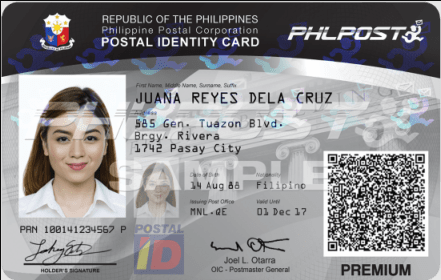 REPUBLIC OF THE PHILIPPINES
Philippine Postal Corporation
POSTAL IDENTITY CARD
PHLPOST
First Name, Middle Name, Surname, Suffix
JUANA REYES DELA CRUZ
Address
585 Gen. Tuazon Blvd.
Brgy. Rivera
1742 Pasay City
SAMPLE
Date of Birth Nationality
14 Aug 88 Filipino
Issuing Post Office Valid Until
MNL.QE 01 Dec 17
PAN 100141234567 P
POSTAL
ID
HOLDER'S SIGNATURE
Joel L. Otarra
OIC - Postmaster General
PREMIUM